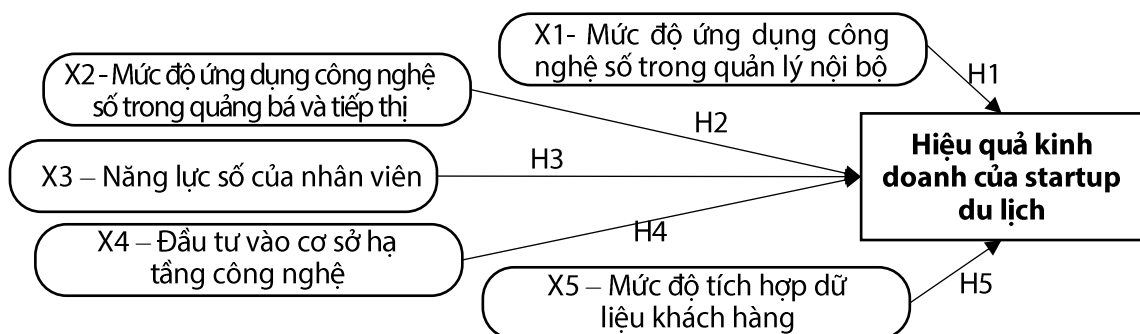 X1- Mức độ ứng dụng công
nghệ số trong quản lý nội bộ
H1
X2 - Mức độ ứng dụng công nghệ
số trong quảng bá và tiếp thị
H2
X3 – Năng lực số của nhân viên
H3
X4 – Đầu tư vào cơ sở hạ
tầng công nghệ
H4
X5 – Mức độ tích hợp dữ
liệu khách hàng
H5
Hiệu quả kinh
doanh của startup
du lịch